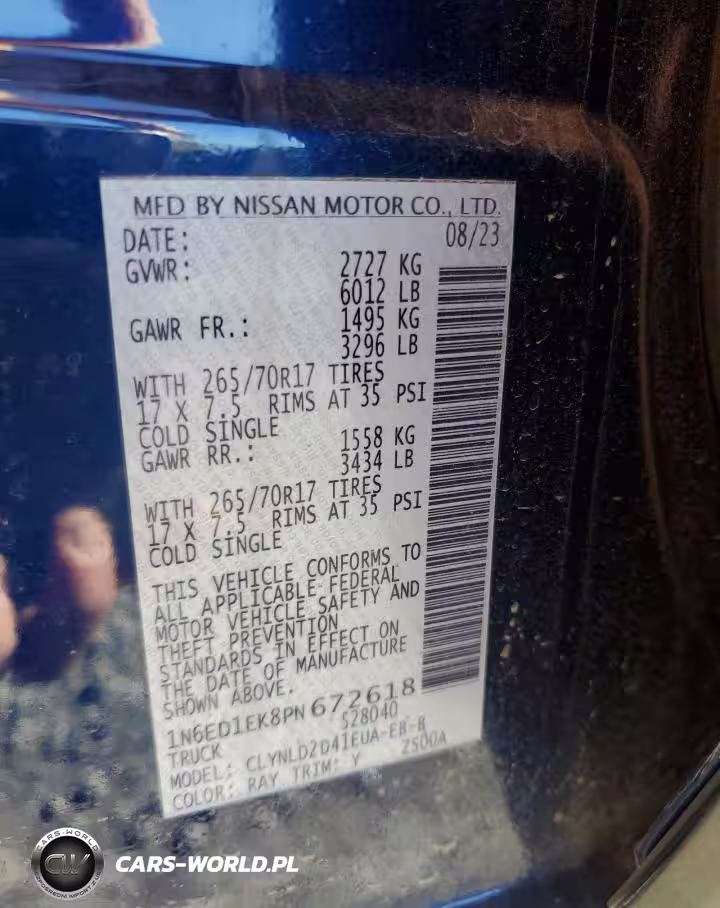 MFD BY NISSAN MOTOR CO., LTD.
DATE: 08/23
GVWR: 2727 KG
6012 LB
GAWR FR.: 1495 KG
3296 LB
WITH 265/70R17 TIRES
17 X 7.5 RIMS AT 35 PSI
COLD SINGLE
GAWR RR.: 1558 KG
3434 LB
WITH 265/70R17 TIRES
17 X 7.5 RIMS AT 35 PSI
COLD SINGLE
THIS VEHICLE CONFORMS TO
ALL APPLICABLE FEDERAL
MOTOR VEHICLE SAFETY AND
THEFT PREVENTION
STANDARDS IN EFFECT ON
THE DATE OF MANUFACTURE
SHOWN ABOVE.
1N6ED1EK8PN672618
TRUCK 528040
MODEL: CLYNLD2D41EUA-EB-B
COLOR: RAY TRIM: Y 2500A
CARS-WORLD
CW
CARS-WORLD.PL